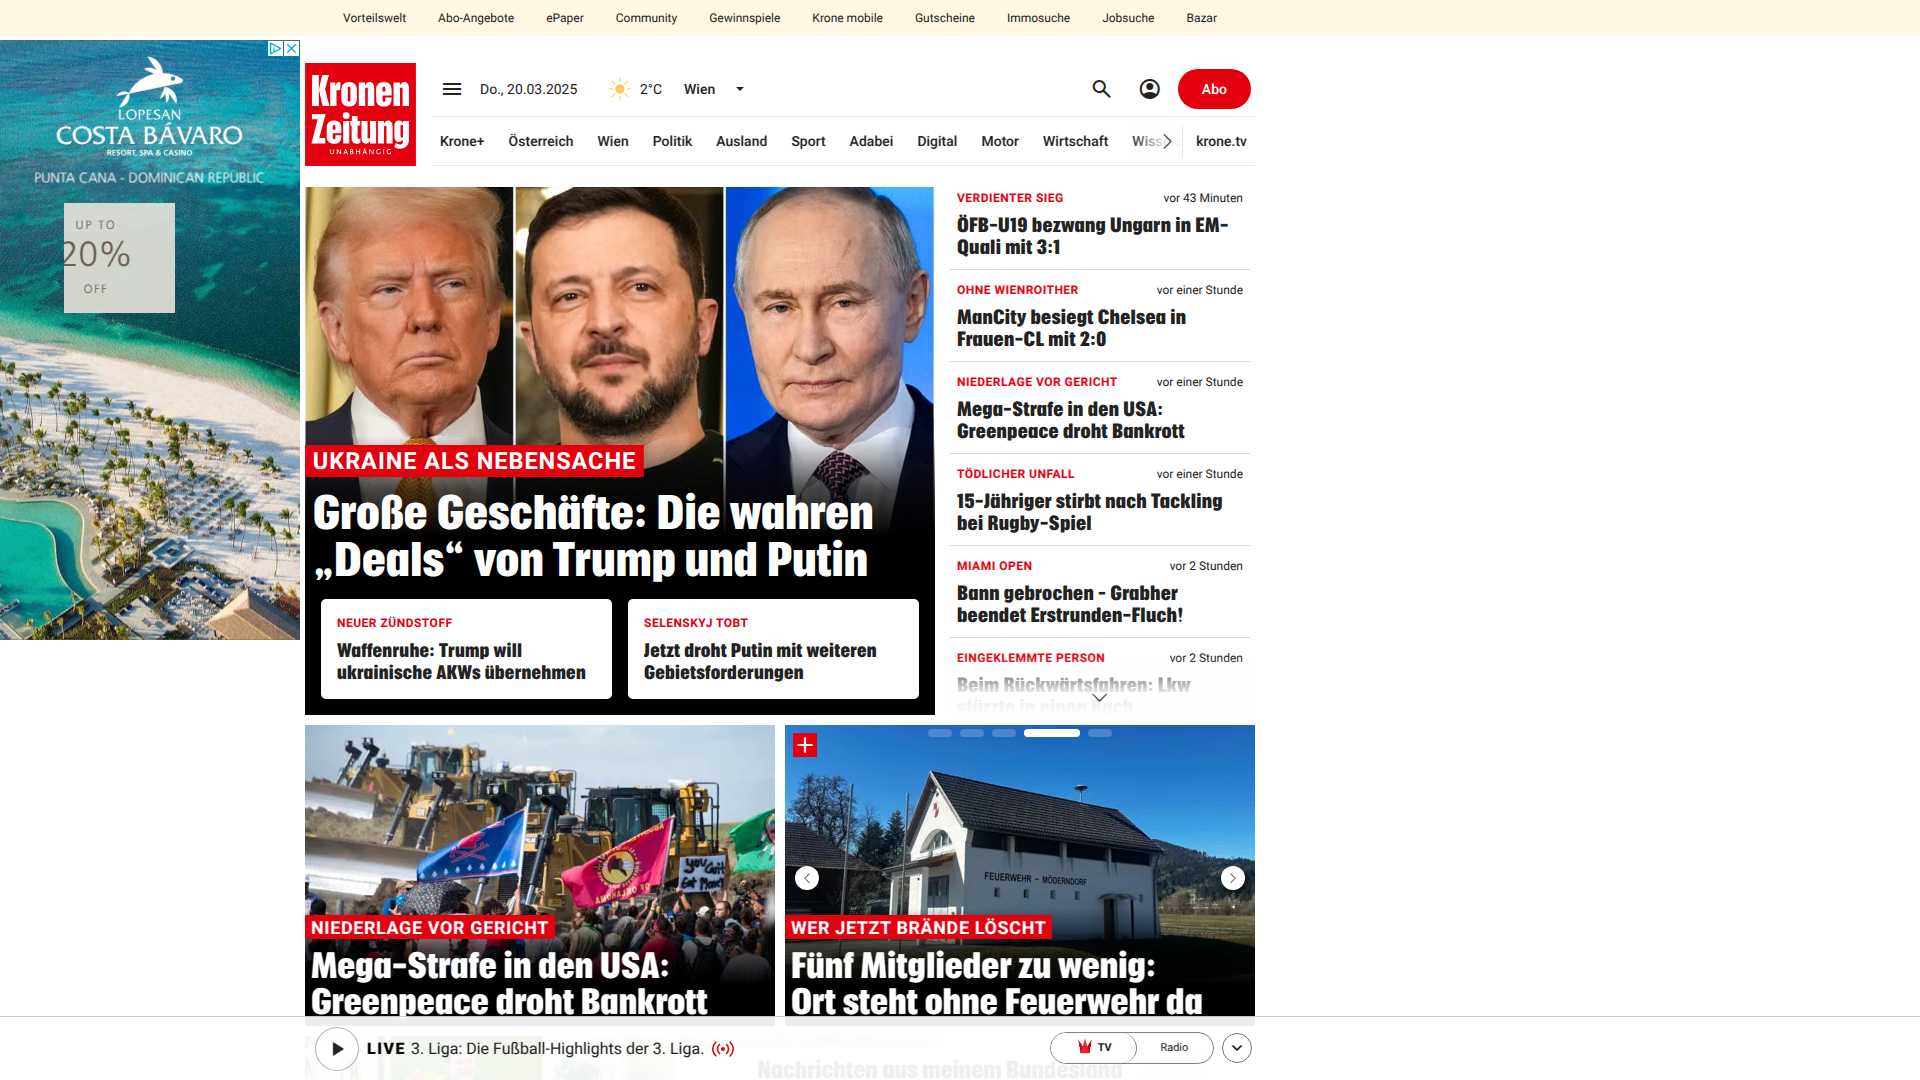 Vorteilswelt Abo-Angebote ePaper Community Gewinnspiele Krone mobile Gutscheine Immosuche Jobsuche Bazar
LOPESAN
COSTA BÁVARO
RESORT, SPA & CASINO
PUNTA CANA - DOMINICAN REPUBLIC
UP TO
20%
OFF
Kronen
Zeitung
UNABHÄNGIG
Do., 20.03.2025 2°C Wien
Abo
Krone+ Österreich Wien Politik Ausland Sport Adabei Digital Motor Wirtschaft Wiss krone.tv
UKRAINE ALS NEBENSACHE
Große Geschäfte: Die wahren
„Deals“ von Trump und Putin
NEUER ZÜNDSTOFF
Waffenruhe: Trump will
ukrainische AKWs übernehmen
SELENSKYJ TOBT
Jetzt droht Putin mit weiteren
Gebietsforderungen
VERDIENTER SIEG vor 43 Minuten
ÖFB-U19 bezwang Ungarn in EM-
Quali mit 3:1
OHNE WIENROITHER vor einer Stunde
ManCity besiegt Chelsea in
Frauen-CL mit 2:0
NIEDERLAGE VOR GERICHT vor einer Stunde
Mega-Strafe in den USA:
Greenpeace droht Bankrott
TÖDLICHER UNFALL vor einer Stunde
15-Jähriger stirbt nach Tackling
bei Rugby-Spiel
MIAMI OPEN vor 2 Stunden
Bann gebrochen - Grabher
beendet Erstrunden-Fluch!
EINGEKLEMMTE PERSON vor 2 Stunden
Beim Rückwärtsfahren: Lkw
stürzte in einen Bach
you can't
NIEDERLAGE VOR GERICHT
Mega-Strafe in den USA:
Greenpeace droht Bankrott
FEUERWEHR - MÖDERNDORF
WER JETZT BRÄNDE LÖSCHT
Fünf Mitglieder zu wenig:
Ort steht ohne Feuerwehr da
LIVE 3. Liga: Die Fußball-Highlights der 3. Liga.
TV Radio
Nachrichten aus meinem Bundesland